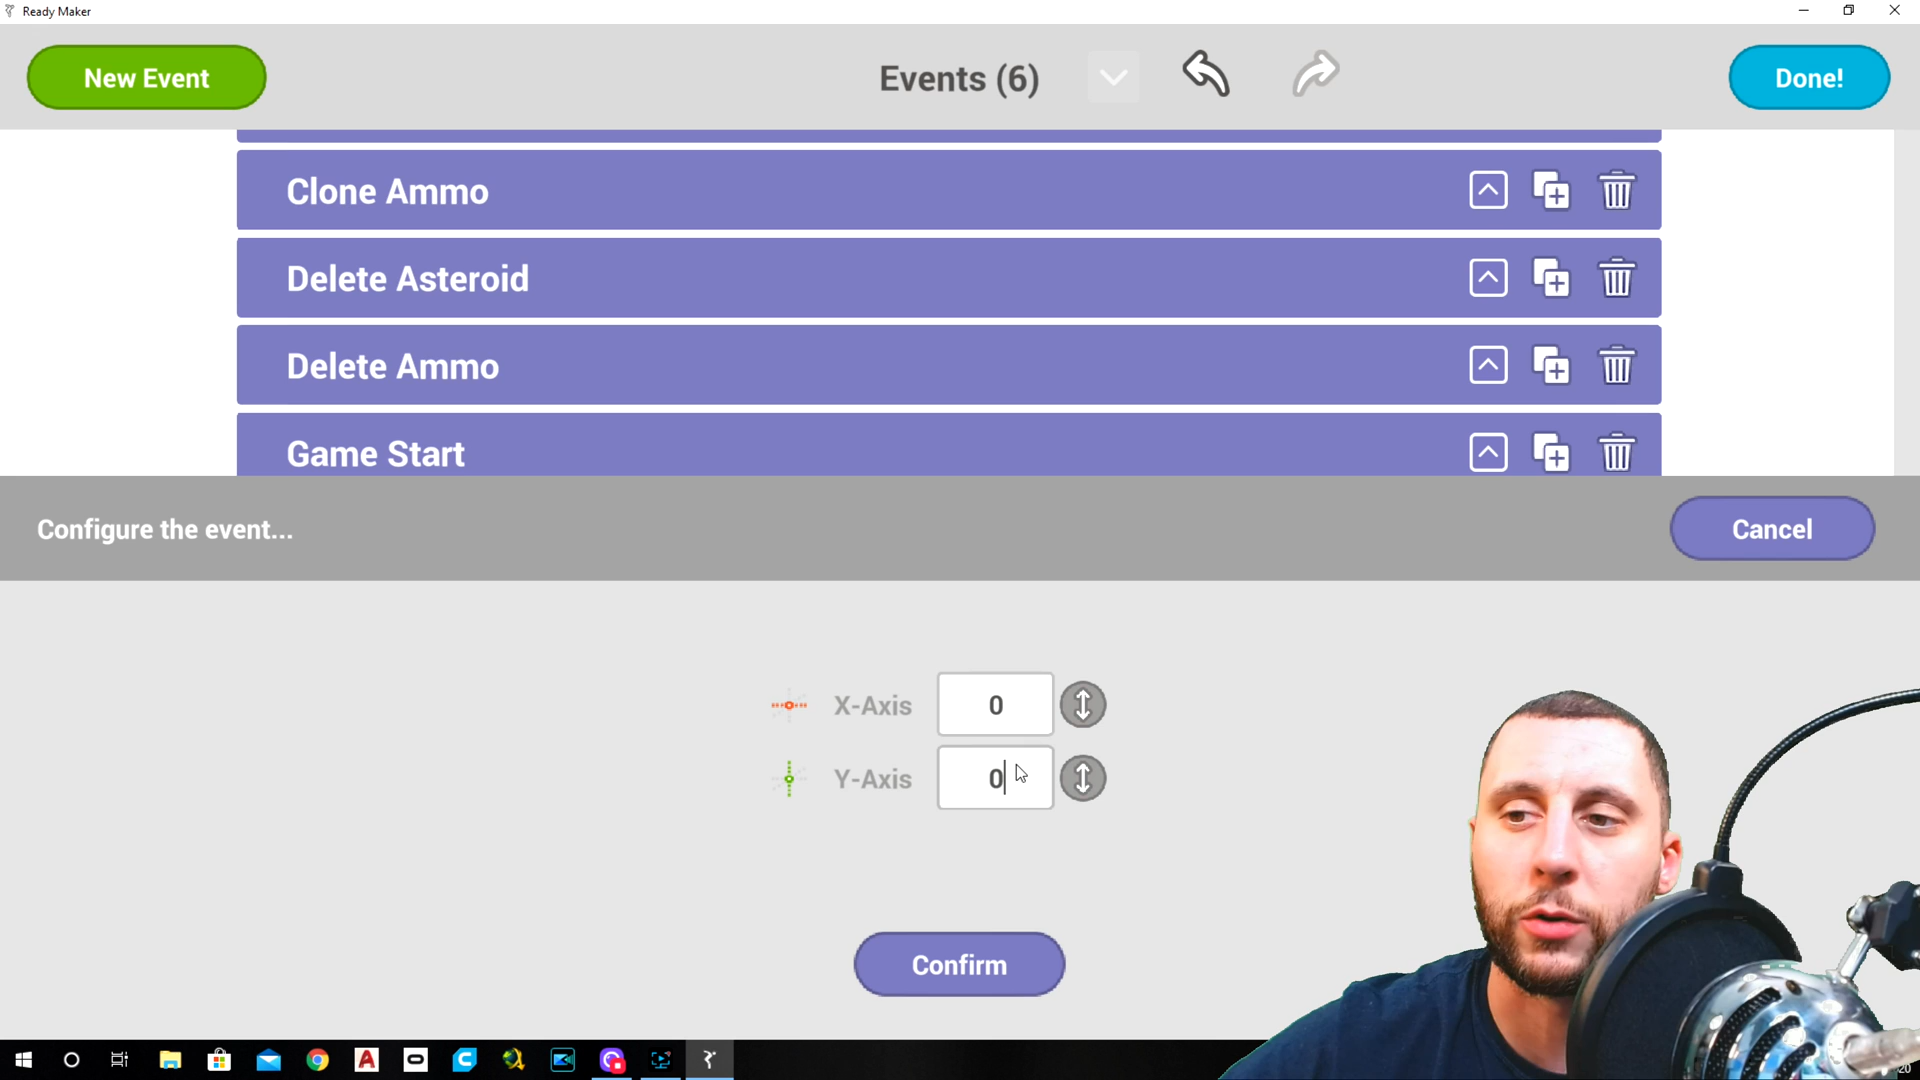 Ready Maker
New Event
Events (6)
Done!
Clone Ammo
Delete Asteroid
Delete Ammo
Game Start
Configure the event...
Cancel
X-Axis 0
Y-Axis 0
Confirm
20